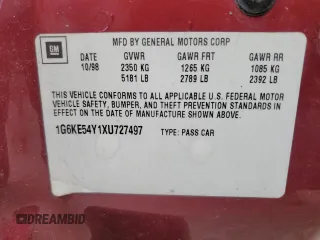 GM
MFD BY GENERAL MOTORS CORP
DATE GVWR GAWR FRT GAWR RR
10/98 2350 KG 1265 KG 1085 KG
5181 LB 2789 LB 2392 LB
THIS VEHICLE CONFORMS TO ALL APPLICABLE U.S. FEDERAL MOTOR
VEHICLE SAFETY, BUMPER, AND THEFT PREVENTION STANDARDS IN
EFFECT ON THE DATE OF MANUFACTURE SHOWN ABOVE.
1G6KE54Y1XU727497 TYPE: PASS CAR
DREAMBID